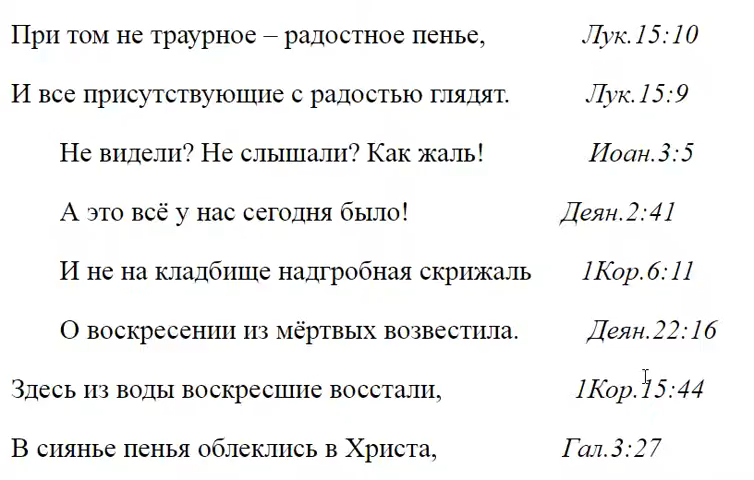 При том не траурное – радостное пенье, Лук.15:10
И все присутствующие с радостью глядят. Лук.15:9
Не видели? Не слышали? Как жаль! Иоан.3:5
А это всё у нас сегодня было! Деян.2:41
И не на кладбище надгробная скрижаль 1Кор.6:11
О воскресении из мёртвых возвестила. Деян.22:16
Здесь из воды воскресшие восстали, 1Кор.15:44
В сиянье пенья облеклись в Христа, Гал.3:27